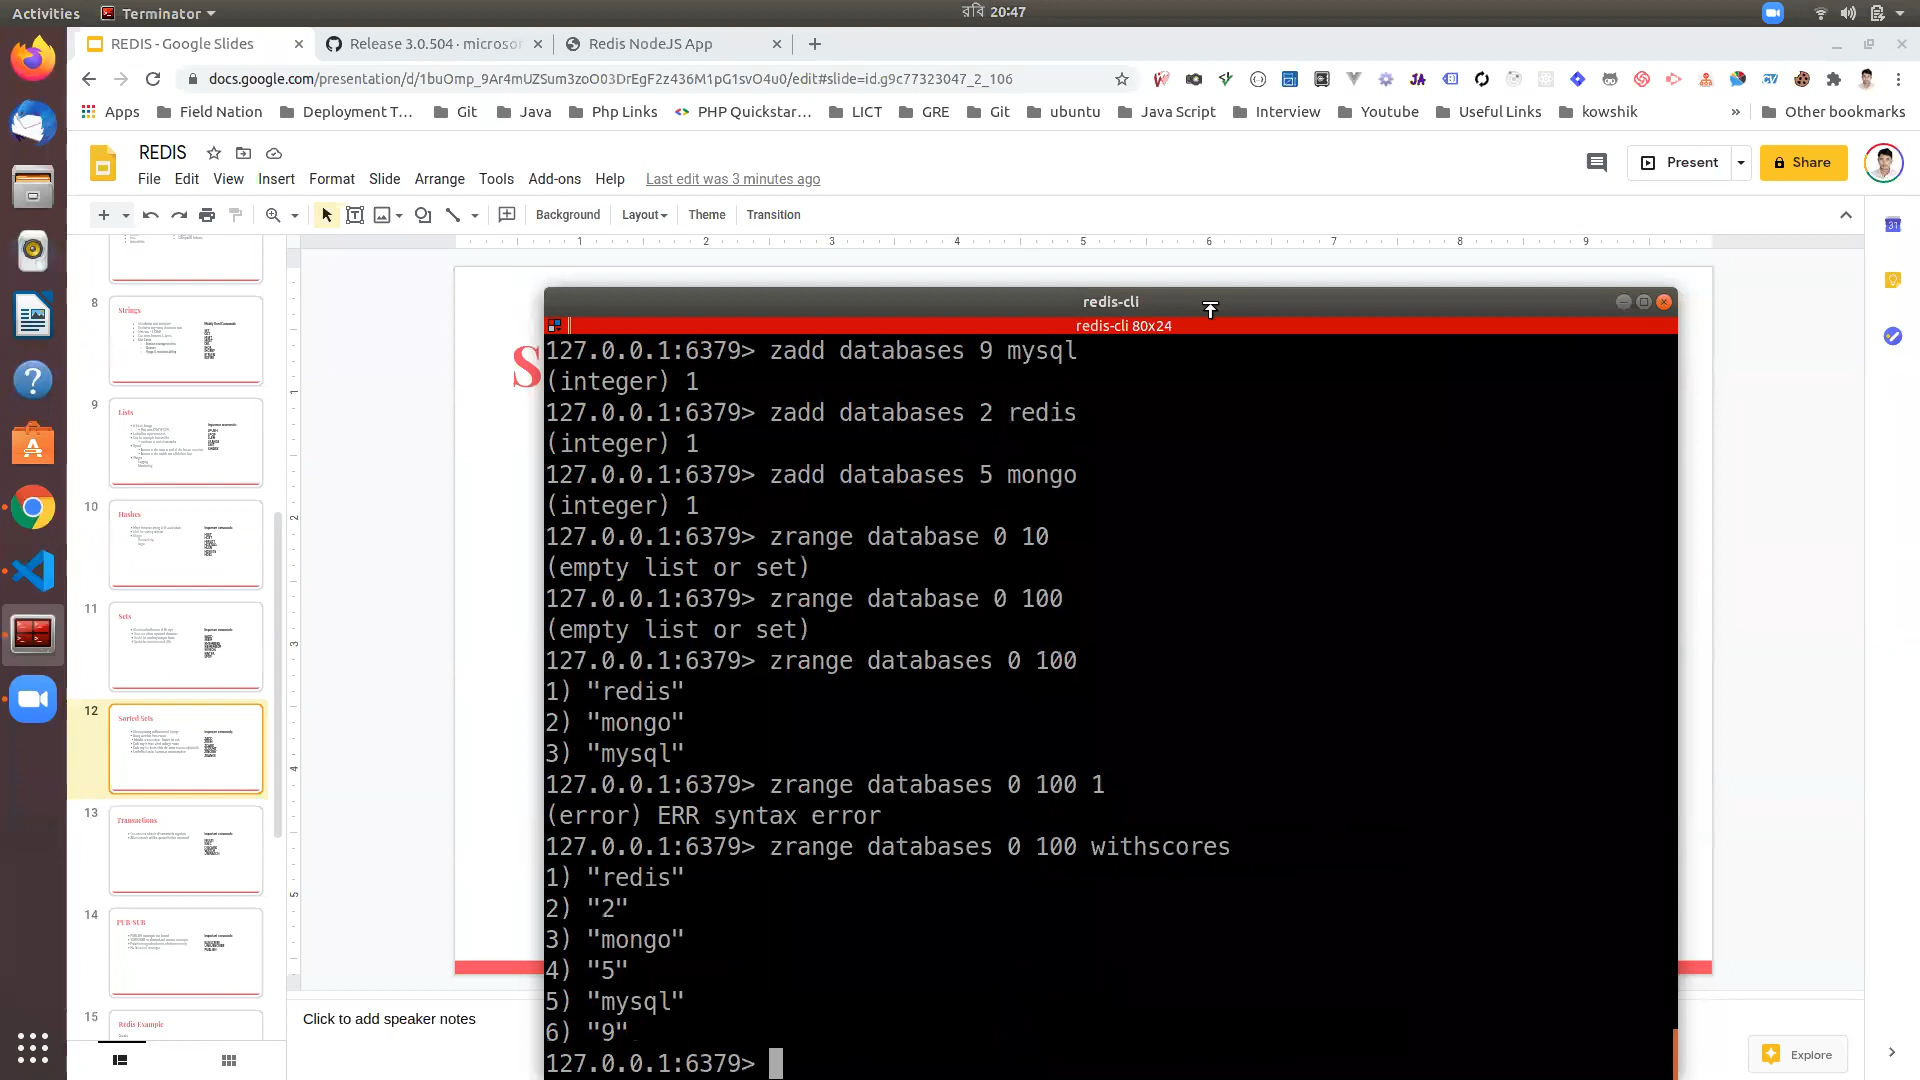 Activities
Terminator
রবি 20:47
REDIS - Google Slides
Release 3.0.504 · microsof
Redis NodeJS App
docs.google.com/presentation/d/1buOmp_9Ar4mUZSum3zoO03DrEgF2z436M1pG1svO4u0/edit#slide=id.g9c77323047_2_106
Apps
Field Nation
Deployment T...
Git
Java
Php Links
PHP Quickstar...
LICT
GRE
Git
ubuntu
Java Script
Interview
Youtube
Useful Links
kowshik
»
Other bookmarks
REDIS
Present
Share
File Edit View Insert Format Slide Arrange Tools Add-ons Help
Last edit was 3 minutes ago
Background
Layout
Theme
Transition
1 2 3 4 5 6 7 8 9
8
Strings
9
Lists
10
Hashes
11
Sets
12
Sorted Sets
13
Transactions
14
PUB/SUB
15
Redis Example
S
redis-cli
redis-cli 80x24
127.0.0.1:6379> zadd databases 9 mysql
(integer) 1
127.0.0.1:6379> zadd databases 2 redis
(integer) 1
127.0.0.1:6379> zadd databases 5 mongo
(integer) 1
127.0.0.1:6379> zrange database 0 10
(empty list or set)
127.0.0.1:6379> zrange database 0 100
(empty list or set)
127.0.0.1:6379> zrange databases 0 100
1) "redis"
2) "mongo"
3) "mysql"
127.0.0.1:6379> zrange databases 0 100 1
(error) ERR syntax error
127.0.0.1:6379> zrange databases 0 100 withscores
1) "redis"
2) "2"
3) "mongo"
4) "5"
5) "mysql"
6) "9"
127.0.0.1:6379>
Click to add speaker notes
Explore